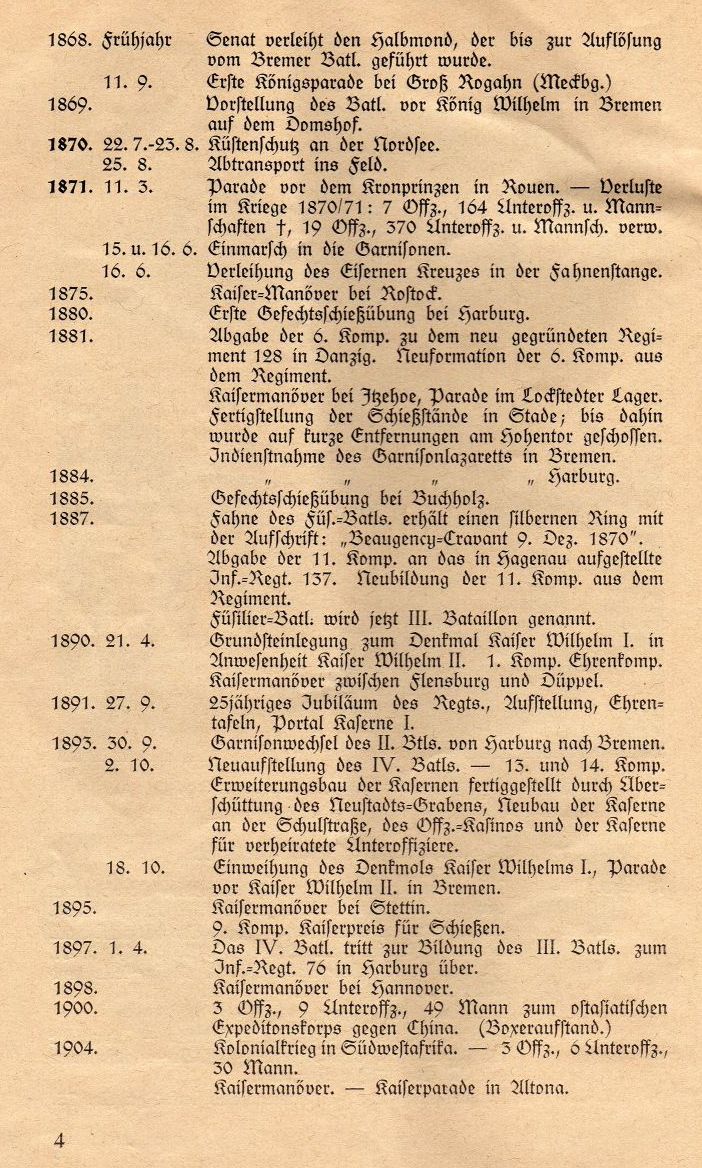 1868. Frühjahr Senat verleiht den Halbmond, der bis zur Auflösung
vom Bremer Batl. geführt wurde.
11. 9. Erste Königsparade bei Groß Rogahn (Meckbg.)
1869. Vorstellung des Batl. vor König Wilhelm in Bremen
auf dem Domshof.
1870. 22. 7.-23. 8. Küstenschutz an der Nordsee.
25. 8. Abtransport ins Feld.
1871. 11. 3. Parade vor dem Kronprinzen in Rouen. — Verluste
im Kriege 1870/71: 7 Offz., 164 Unteroffz. u. Mann-
schaften †, 19 Offz., 370 Unteroffz. u. Mannsch. verw.
15. u. 16. 6. Einmarsch in die Garnisonen.
16. 6. Verleihung des Eisernen Kreuzes in der Fahnenstange.
1875. Kaiser-Manöver bei Rostock.
1880. Erste Gefechtsschießübung bei Harburg.
1881. Abgabe der 6. Komp. zu dem neu gegründeten Regi-
ment 128 in Danzig. Neuformation der 6. Komp. aus
dem Regiment.
Kaisermanöver bei Itzehoe, Parade im Lockstedter Lager.
Fertigstellung der Schießstände in Stade; bis dahin
wurde auf kurze Entfernungen am Hohentor geschossen.
Indienstnahme des Garnisonlazaretts in Bremen.
1884. „ „ „ „ Harburg.
1885. Gefechtsschießübung bei Buchholz.
1887. Fahne des Füs.-Batls. erhält einen silbernen Ring mit
der Aufschrift: „Beaugency-Cravant 9. Dez. 1870".
Abgabe der 11. Komp. an das in Hagenau aufgestellte
Inf.-Regt. 137. Neubildung der 11. Komp. aus dem
Regiment.
Füsilier-Batl. wird jetzt III. Bataillon genannt.
1890. 21. 4. Grundsteinlegung zum Denkmal Kaiser Wilhelm I. in
Anwesenheit Kaiser Wilhelm II. 1. Komp. Ehrenkomp.
Kaisermanöver zwischen Flensburg und Düppel.
1891. 27. 9. 25jähriges Jubiläum des Regts., Aufstellung, Ehren-
tafeln, Portal Kaserne I.
1893. 30. 9. Garnisonwechsel des II. Btls. von Harburg nach Bremen.
2. 10. Neuaufstellung des IV. Batls. — 13. und 14. Komp.
Erweiterungsbau der Kasernen fertiggestellt durch Über-
schüttung des Neustadts-Grabens, Neubau der Kaserne
an der Schulstraße, des Offz.-Kasinos und der Kaserne
für verheiratete Unteroffiziere.
18. 10. Einweihung des Denkmols Kaiser Wilhelms I., Parade
vor Kaiser Wilhelm II. in Bremen.
1895. Kaisermanöver bei Stettin.
9. Komp. Kaiserpreis für Schießen.
1897. 1. 4. Das IV. Batl. tritt zur Bildung des III. Batls. zum
Inf.-Regt. 76 in Harburg über.
1898. Kaisermanöver bei Hannover.
1900. 3 Offz., 9 Unteroffz., 49 Mann zum ostasiatischen
Expeditonskorps gegen China. (Boxeraufstand.)
1904. Kolonialkrieg in Südwestafrika. — 3 Offz., 6 Unteroffz.,
30 Mann.
Kaisermanöver. — Kaiserparade in Altona.
4